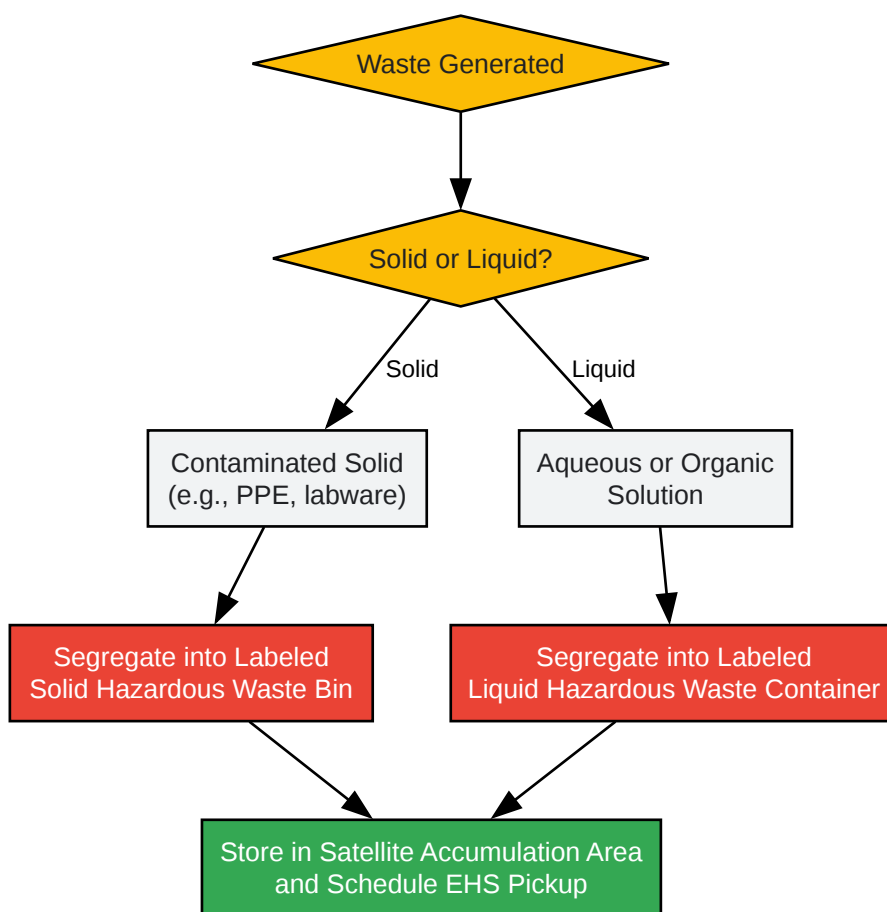 Waste Generated
Solid or Liquid?
Solid
Liquid
Contaminated Solid
(e.g., PPE, labware)
Aqueous or Organic
Solution
Segregate into Labeled
Solid Hazardous Waste Bin
Segregate into Labeled
Liquid Hazardous Waste Container
Store in Satellite Accumulation Area
and Schedule EHS Pickup